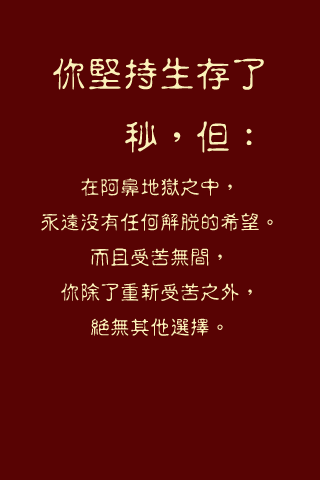 你堅持生存了
秒，但：
在阿鼻地獄之中，
永遠没有任何解脱的希望。
而且受苦無間，
你除了重新受苦之外，
絕無其他選擇。